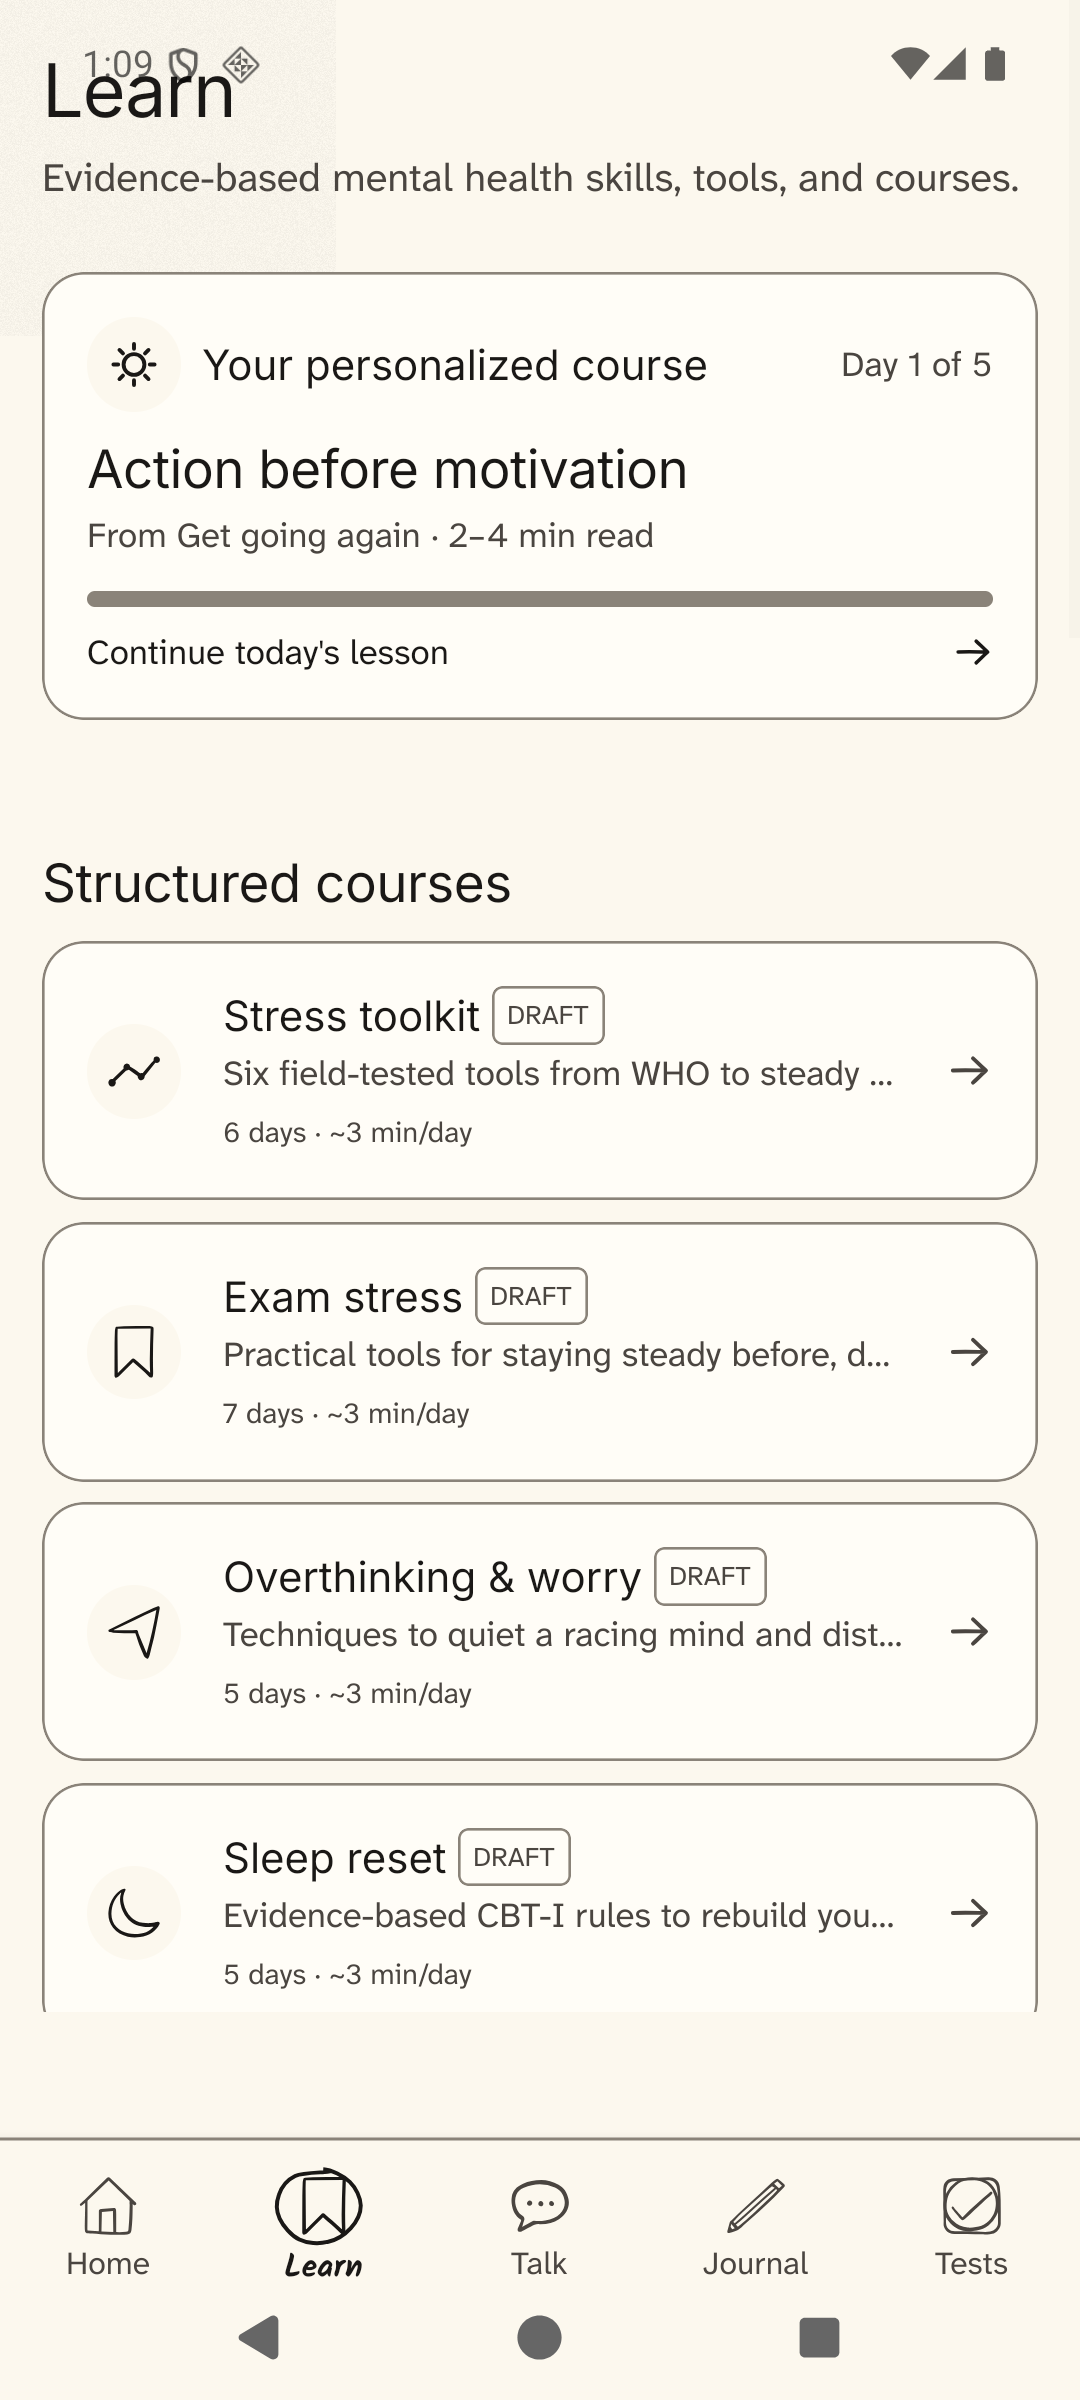 1:09
Learn
Evidence-based mental health skills, tools, and courses.
Your personalized course
Day 1 of 5
Action before motivation
From Get going again · 2–4 min read
Continue today's lesson
Structured courses
Stress toolkit DRAFT
Six field-tested tools from WHO to steady ...
6 days · ~3 min/day
Exam stress DRAFT
Practical tools for staying steady before, d...
7 days · ~3 min/day
Overthinking & worry DRAFT
Techniques to quiet a racing mind and dist...
5 days · ~3 min/day
Sleep reset DRAFT
Evidence-based CBT-I rules to rebuild you...
5 days · ~3 min/day
Home Learn Talk Journal Tests